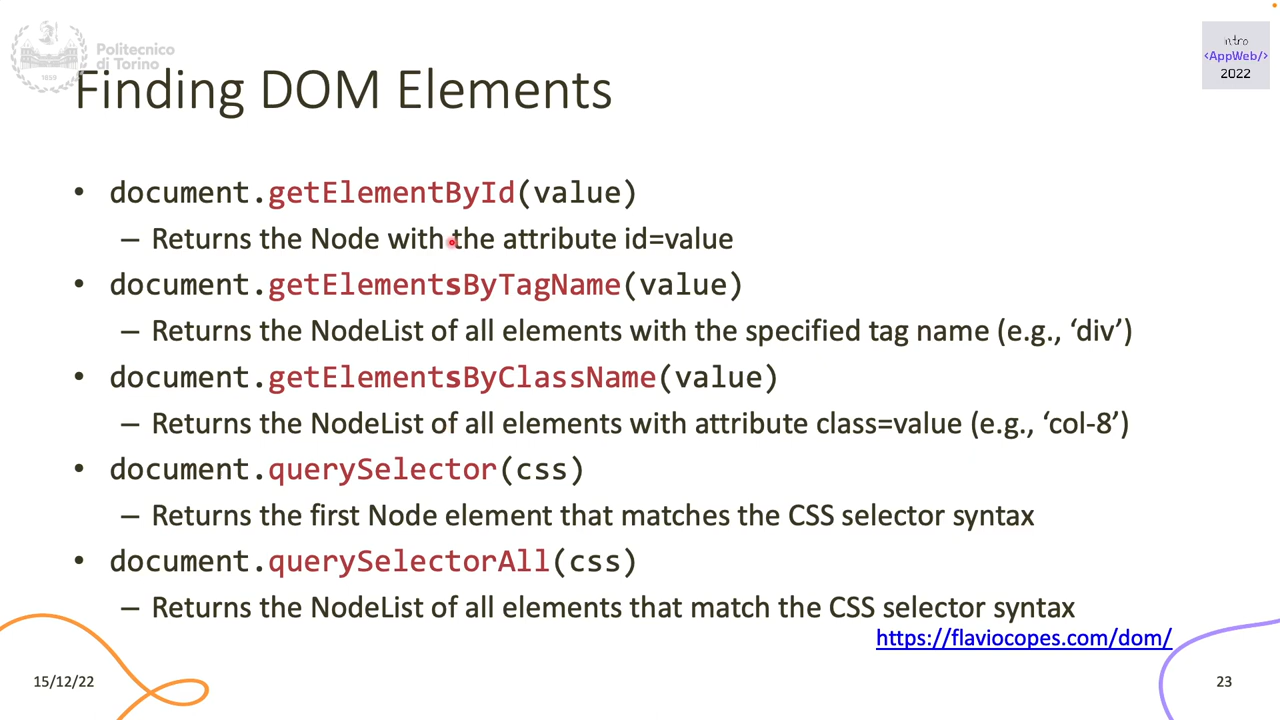 Politecnico
di Torino
1859
intro
<AppWeb/>
2022
Finding DOM Elements
• document.getElementById(value)
– Returns the Node with the attribute id=value
• document.getElementsByTagName(value)
– Returns the NodeList of all elements with the specified tag name (e.g., ‘div’)
• document.getElementsByClassName(value)
– Returns the NodeList of all elements with attribute class=value (e.g., ‘col-8’)
• document.querySelector(css)
– Returns the first Node element that matches the CSS selector syntax
• document.querySelectorAll(css)
– Returns the NodeList of all elements that match the CSS selector syntax
https://flaviocopes.com/dom/
15/12/22
23